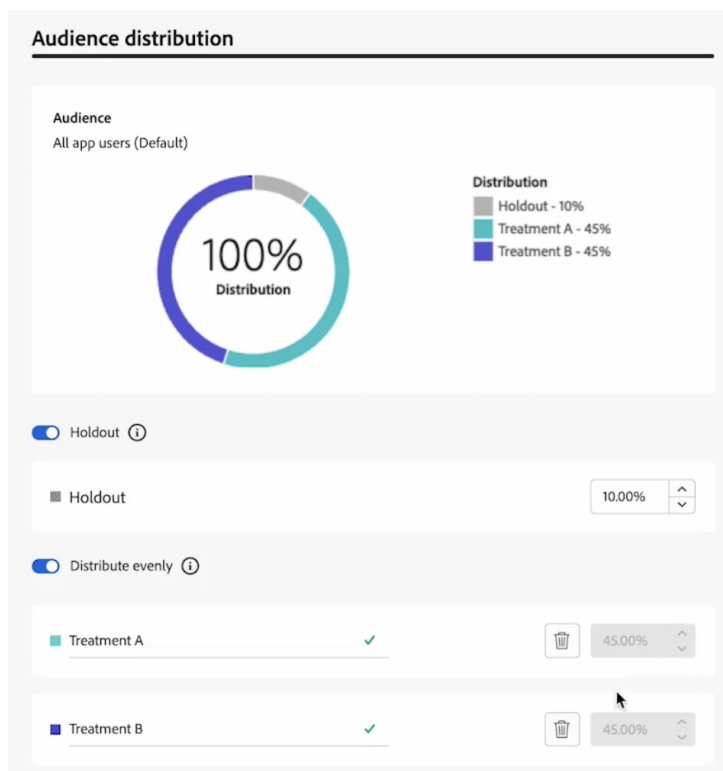 Audience distribution
Audience
All app users (Default)
100%
Distribution
Distribution
Holdout - 10%
Treatment A - 45%
Treatment B - 45%
Holdout
Holdout
10.00%
Distribute evenly
Treatment A
45.00%
Treatment B
45.00%